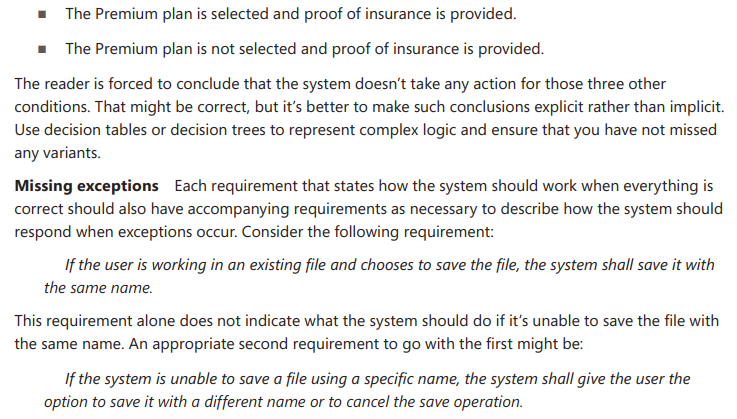 ■ The Premium plan is selected and proof of insurance is provided.
■ The Premium plan is not selected and proof of insurance is provided.
The reader is forced to conclude that the system doesn’t take any action for those three other
conditions. That might be correct, but it’s better to make such conclusions explicit rather than implicit.
Use decision tables or decision trees to represent complex logic and ensure that you have not missed
any variants.
Missing exceptions Each requirement that states how the system should work when everything is
correct should also have accompanying requirements as necessary to describe how the system should
respond when exceptions occur. Consider the following requirement:
If the user is working in an existing file and chooses to save the file, the system shall save it with
the same name.
This requirement alone does not indicate what the system should do if it’s unable to save the file with
the same name. An appropriate second requirement to go with the first might be:
If the system is unable to save a file using a specific name, the system shall give the user the
option to save it with a different name or to cancel the save operation.